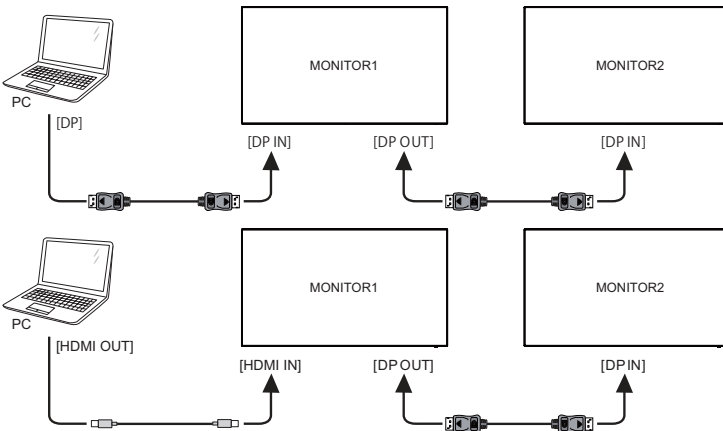 MONITOR1
MONITOR2
PC
[DP]
[DP IN]
[DP OUT]
[DP IN]
MONITOR1
MONITOR2
PC
[HDMI OUT]
[HDMI IN]
[DP OUT]
[DP IN]